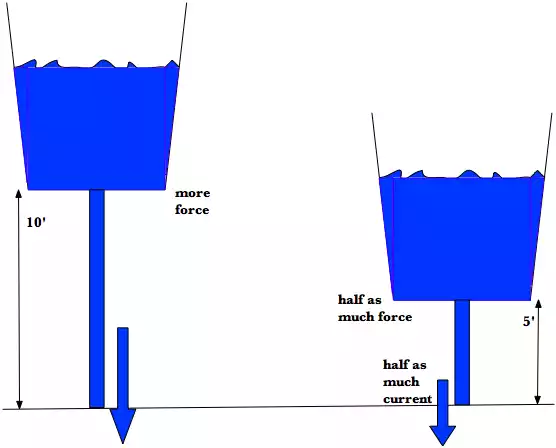 more
force
10'
half as
much force
5'
half as
much
current